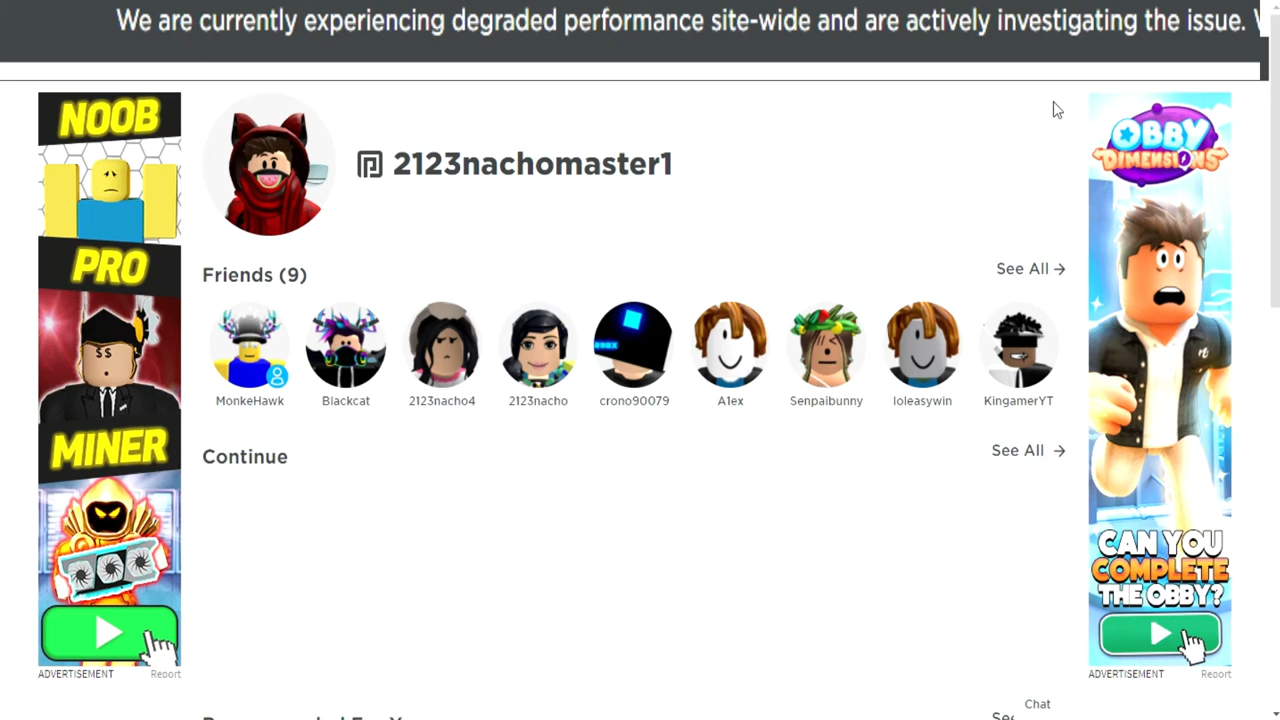 We are currently experiencing degraded performance site-wide and are actively investigating the issue.
NOOB
PRO
$$
MINER
ADVERTISEMENT Report
2123nachomaster1
Friends (9)
See All →
MonkeHawk Blackcat 2123nacho4 2123nacho crono90079 A1ex Senpaibunny loleasywin KingamerYT
Continue
See All →
Chat
OBBY
DIMENSIONS
CAN YOU
COMPLETE
THE OBBY?
ADVERTISEMENT Report